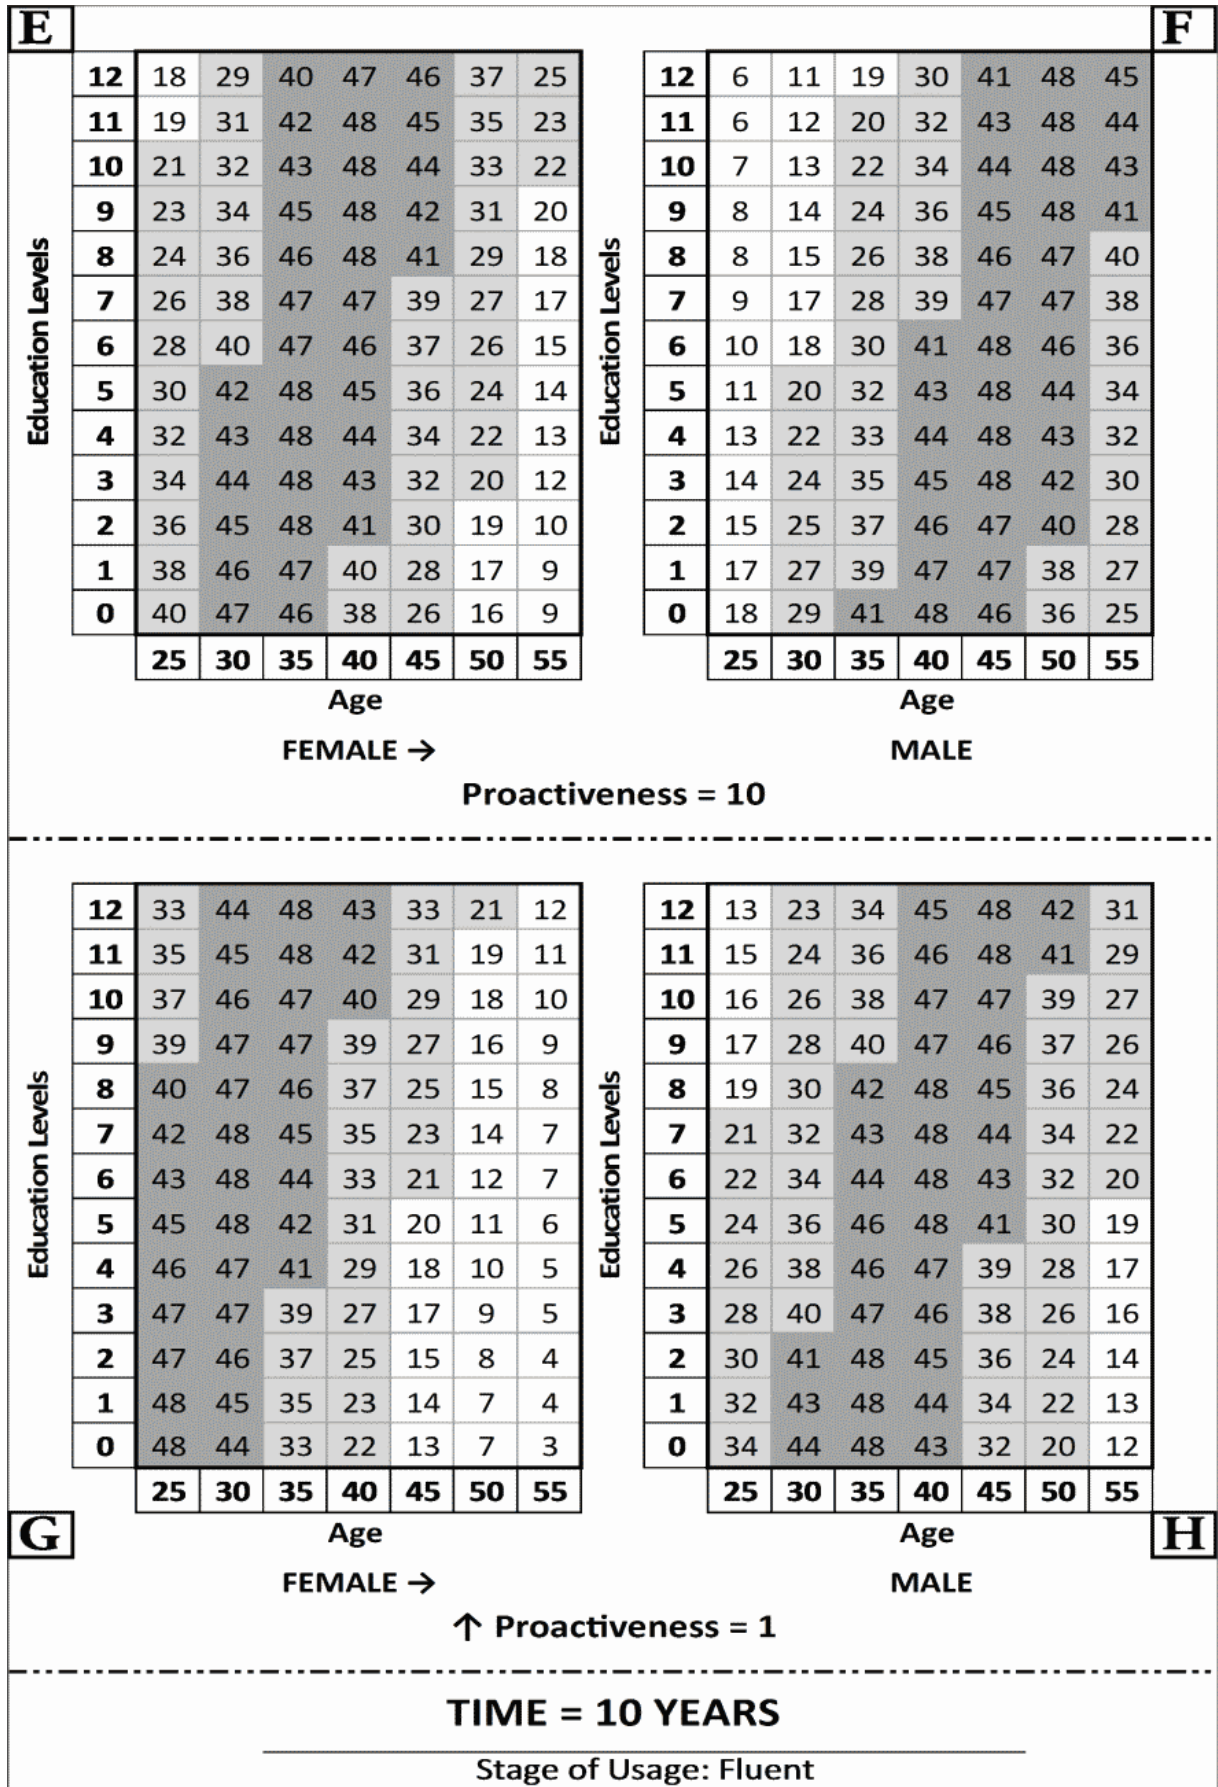 E F
12 18 29 40 47 46 37 25 12 6 11 19 30 41 48 45
11 19 31 42 48 45 35 23 11 6 12 20 32 43 48 44
10 21 32 43 48 44 33 22 10 7 13 22 34 44 48 43
9 23 34 45 48 42 31 20 9 8 14 24 36 45 48 41
8 24 36 46 48 41 29 18 8 8 15 26 38 46 47 40
7 26 38 47 47 39 27 17 7 9 17 28 39 47 47 38
6 28 40 47 46 37 26 15 6 10 18 30 41 48 46 36
5 30 42 48 45 36 24 14 5 11 20 32 43 48 44 34
4 32 43 48 44 34 22 13 4 13 22 33 44 48 43 32
3 34 44 48 43 32 20 12 3 14 24 35 45 48 42 30
2 36 45 48 41 30 19 10 2 15 25 37 46 47 40 28
1 38 46 47 40 28 17 9 1 17 27 39 47 47 38 27
0 40 47 46 38 26 16 9 0 18 29 41 48 46 36 25
Education Levels Education Levels
25 30 35 40 45 50 55 25 30 35 40 45 50 55
Age Age
FEMALE → MALE
Proactiveness = 10
12 33 44 48 43 33 21 12 12 13 23 34 45 48 42 31
11 35 45 48 42 31 19 11 11 15 24 36 46 48 41 29
10 37 46 47 40 29 18 10 10 16 26 38 47 47 39 27
9 39 47 47 39 27 16 9 9 17 28 40 47 46 37 26
8 40 47 46 37 25 15 8 8 19 30 42 48 45 36 24
7 42 48 45 35 23 14 7 7 21 32 43 48 44 34 22
6 43 48 44 33 21 12 7 6 22 34 44 48 43 32 20
5 45 48 42 31 20 11 6 5 24 36 46 48 41 30 19
4 46 47 41 29 18 10 5 4 26 38 46 47 39 28 17
3 47 47 39 27 17 9 5 3 28 40 47 46 38 26 16
2 47 46 37 25 15 8 4 2 30 41 48 45 36 24 14
1 48 45 35 23 14 7 4 1 32 43 48 44 34 22 13
0 48 44 33 22 13 7 3 0 34 44 48 43 32 20 12
Education Levels Education Levels
25 30 35 40 45 50 55 25 30 35 40 45 50 55
G Age Age H
FEMALE → MALE
↑ Proactiveness = 1
TIME = 10 YEARS
Stage of Usage: Fluent